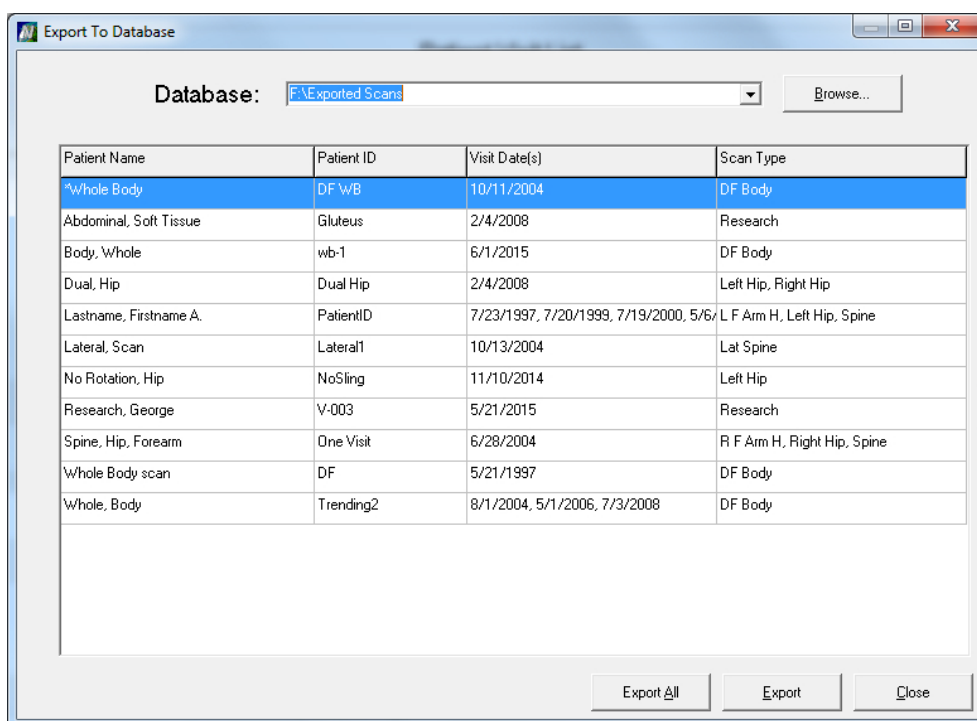 Export To Database
Database: F:\Exported Scans Browse...
Patient Name Patient ID Visit Date(s) Scan Type
*Whole Body DF WB 10/11/2004 DF Body
Abdominal, Soft Tissue Gluteus 2/4/2008 Research
Body, Whole wb-1 6/1/2015 DF Body
Dual, Hip Dual Hip 2/4/2008 Left Hip, Right Hip
Lastname, Firstname A. PatientID 7/23/1997, 7/20/1999, 7/19/2000, 5/6/ L F Arm H, Left Hip, Spine
Lateral, Scan Lateral1 10/13/2004 Lat Spine
No Rotation, Hip NoSling 11/10/2014 Left Hip
Research, George V-003 5/21/2015 Research
Spine, Hip, Forearm One Visit 6/28/2004 R F Arm H, Right Hip, Spine
Whole Body scan DF 5/21/1997 DF Body
Whole, Body Trending2 8/1/2004, 5/1/2006, 7/3/2008 DF Body
Export All Export Close